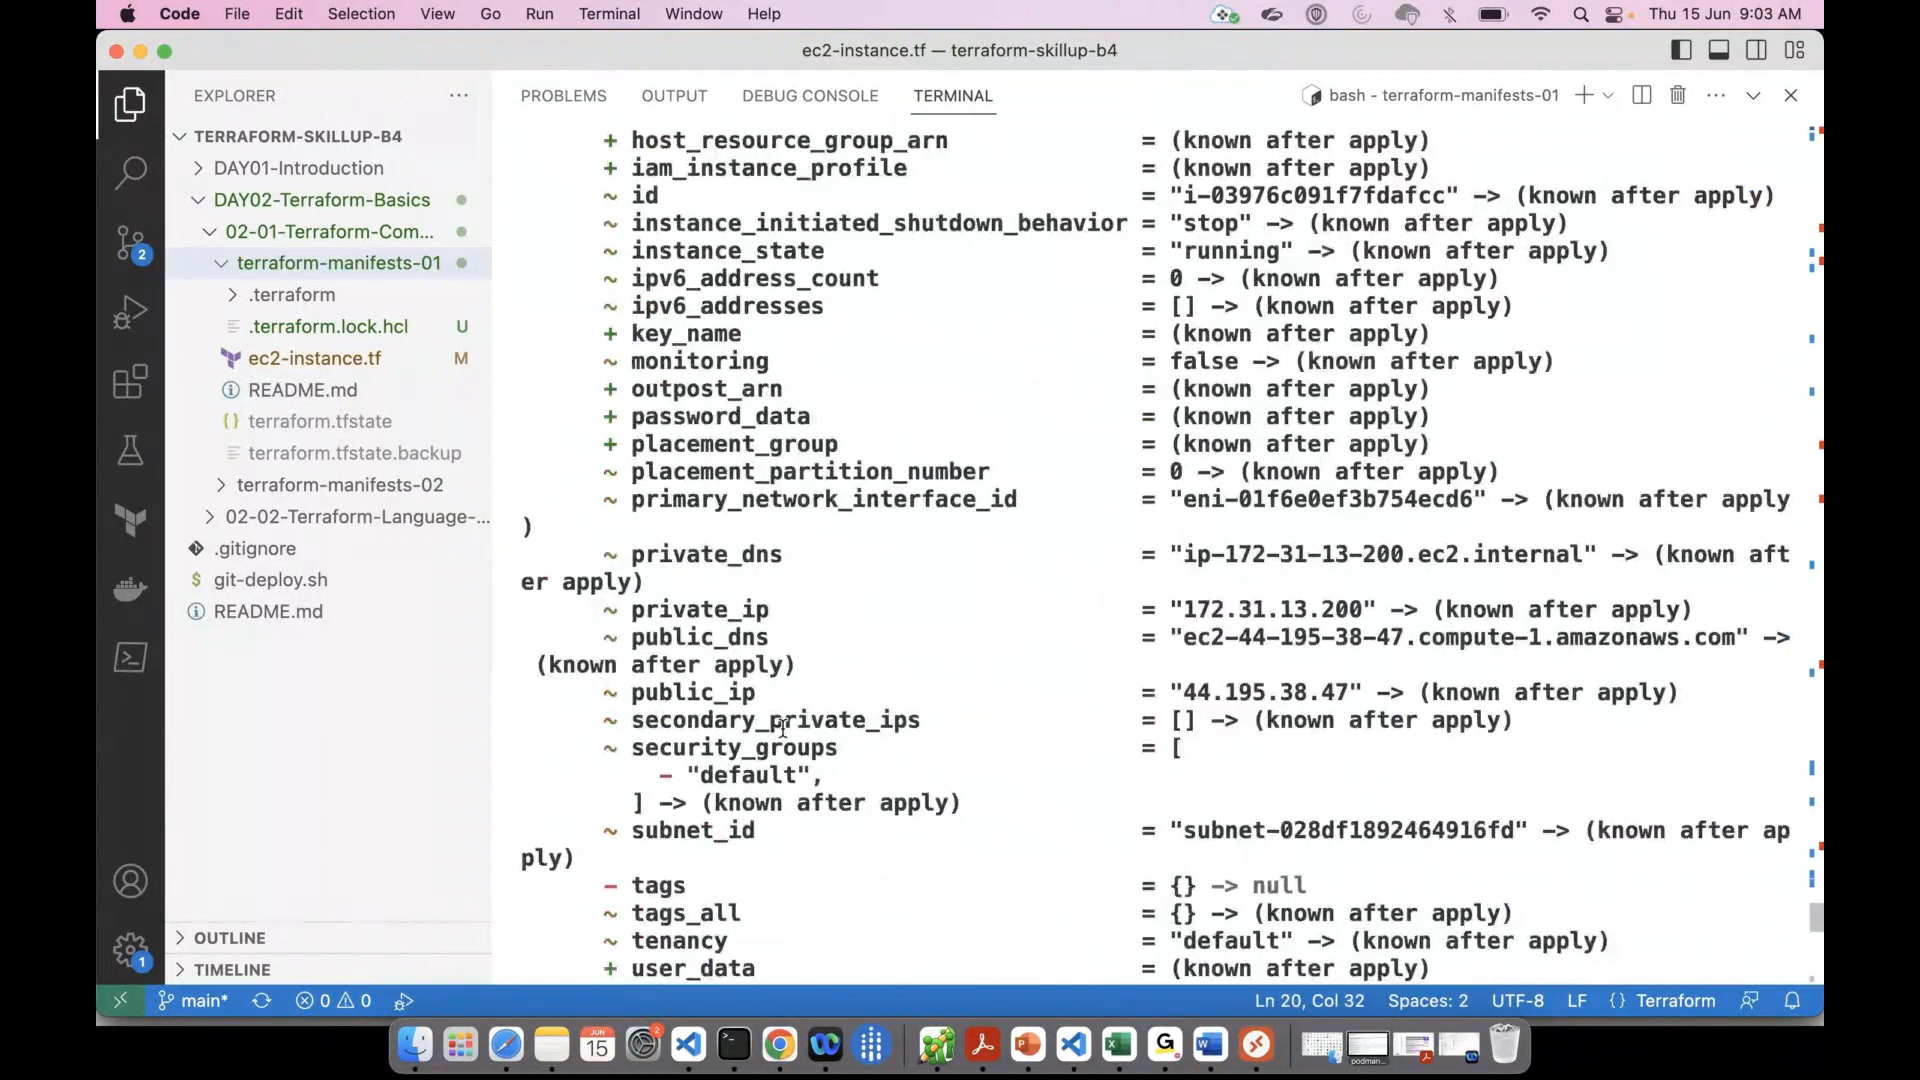 Code File Edit Selection View Go Run Terminal Window Help
Thu 15 Jun 9:03 AM
ec2-instance.tf — terraform-skillup-b4
EXPLORER
TERRAFORM-SKILLUP-B4
DAY01-Introduction
DAY02-Terraform-Basics
02-01-Terraform-Com...
terraform-manifests-01
.terraform
.terraform.lock.hcl U
ec2-instance.tf M
README.md
terraform.tfstate
terraform.tfstate.backup
terraform-manifests-02
02-02-Terraform-Language-...
.gitignore
$ git-deploy.sh
README.md
OUTLINE
TIMELINE
2
1
PROBLEMS OUTPUT DEBUG CONSOLE TERMINAL
bash - terraform-manifests-01
+ host_resource_group_arn = (known after apply)
+ iam_instance_profile = (known after apply)
~ id = "i-03976c091f7fdafcc" -> (known after apply)
~ instance_initiated_shutdown_behavior = "stop" -> (known after apply)
~ instance_state = "running" -> (known after apply)
~ ipv6_address_count = 0 -> (known after apply)
~ ipv6_addresses = [] -> (known after apply)
+ key_name = (known after apply)
~ monitoring = false -> (known after apply)
+ outpost_arn = (known after apply)
+ password_data = (known after apply)
+ placement_group = (known after apply)
~ placement_partition_number = 0 -> (known after apply)
~ primary_network_interface_id = "eni-01f6e0ef3b754ecd6" -> (known after apply
)
~ private_dns = "ip-172-31-13-200.ec2.internal" -> (known aft
er apply)
~ private_ip = "172.31.13.200" -> (known after apply)
~ public_dns = "ec2-44-195-38-47.compute-1.amazonaws.com" ->
(known after apply)
~ public_ip = "44.195.38.47" -> (known after apply)
~ secondary_private_ips = [] -> (known after apply)
~ security_groups = [
- "default",
] -> (known after apply)
~ subnet_id = "subnet-028df1892464916fd" -> (known after ap
ply)
- tags = {} -> null
~ tags_all = {} -> (known after apply)
~ tenancy = "default" -> (known after apply)
+ user_data = (known after apply)
main* 0 0
Ln 20, Col 32 Spaces: 2 UTF-8 LF {} Terraform
JUN
15
2
podman...